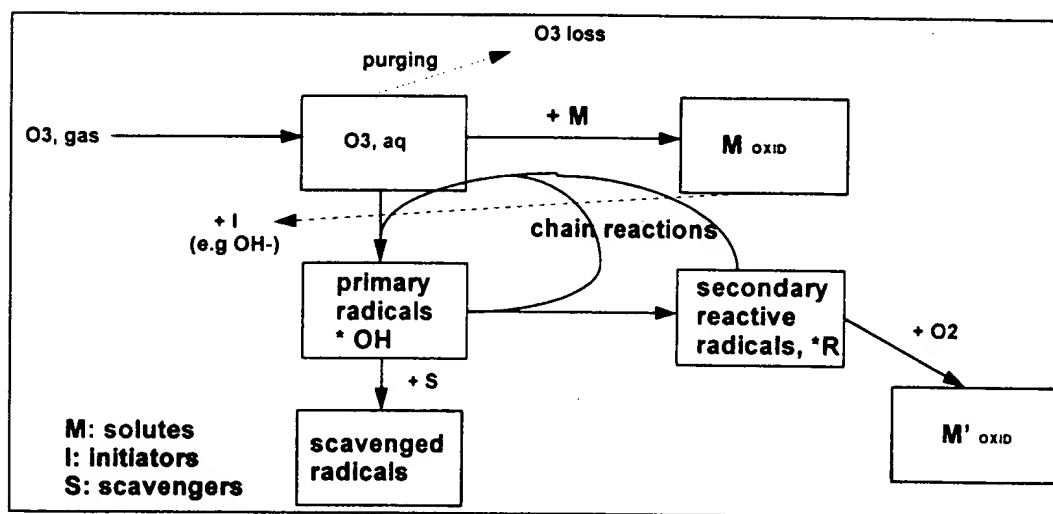 O3 loss
purging
O3, gas
O3, aq
+ M
M OXID
+ I
(e.g OH-)
chain reactions
primary
radicals
* OH
secondary
reactive
radicals, *R
+ O2
+ S
scavenged
radicals
M' OXID
M: solutes
I: initiators
S: scavengers